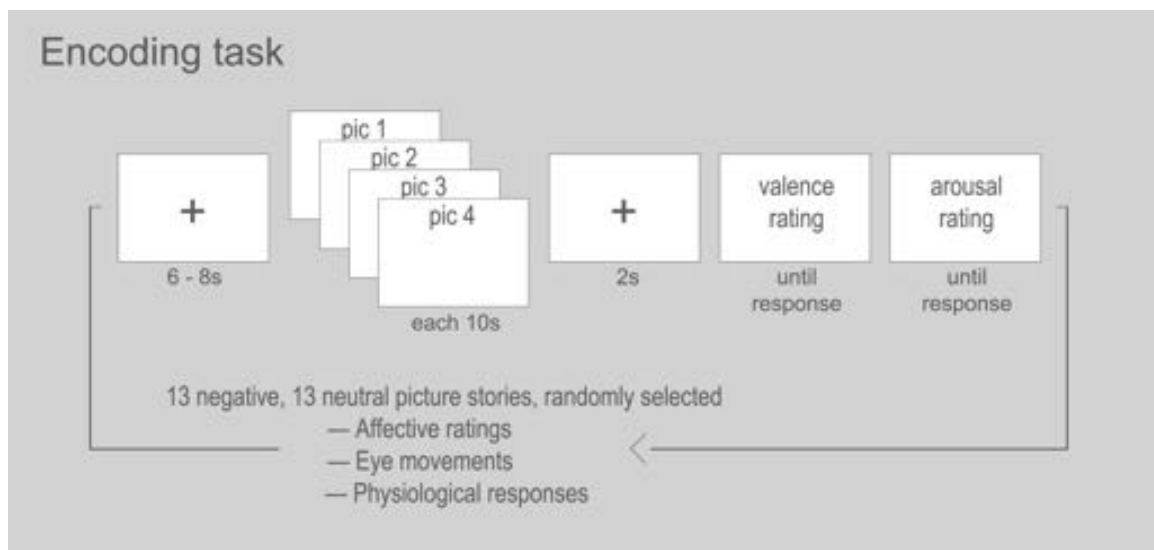 Encoding task
pic 1
pic 2
pic 3
pic 4
+
6 - 8s
each 10s
+
2s
valence
rating
until
response
arousal
rating
until
response
13 negative, 13 neutral picture stories, randomly selected
— Affective ratings
— Eye movements
— Physiological responses